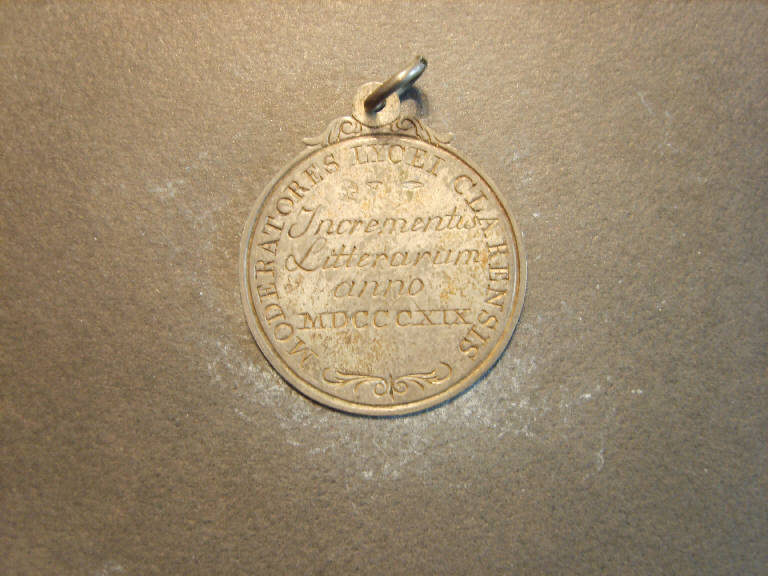 MODERATORES LYCEI CLARENSIS
Incrementis
Litterarum
anno
MDCCCXIX